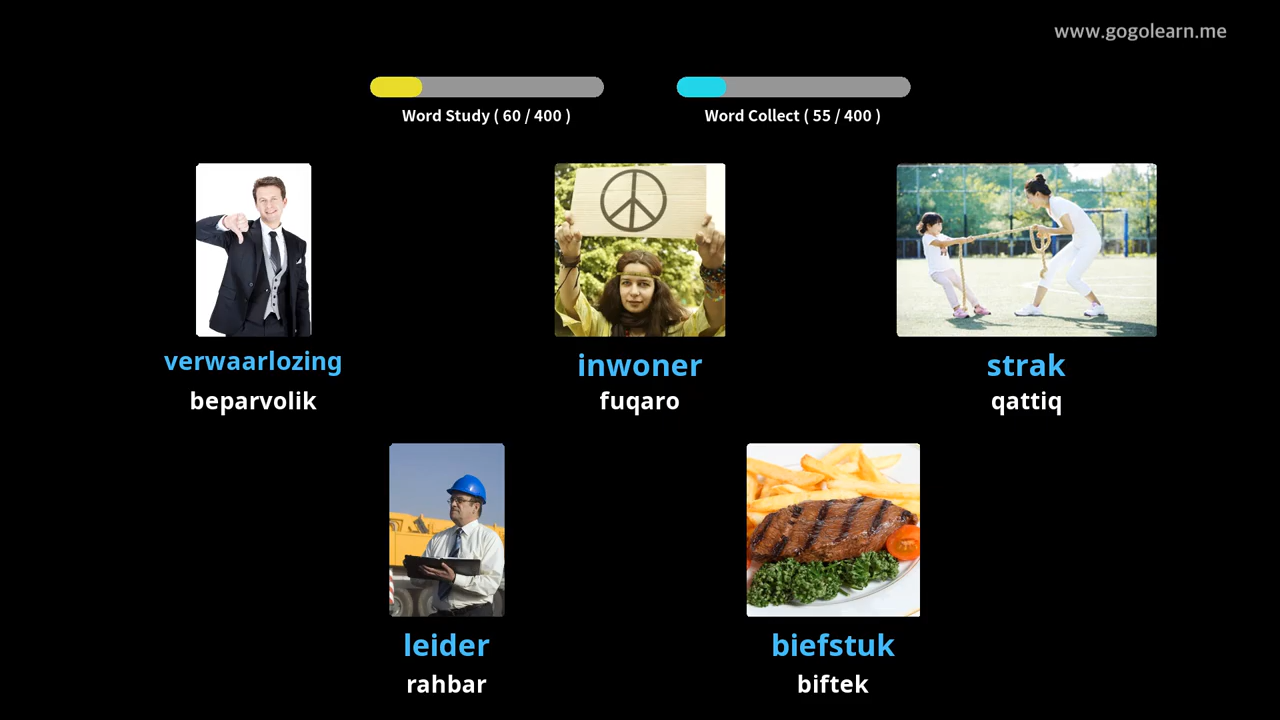 www.gogolearn.me
Word Study ( 60 / 400 )
Word Collect ( 55 / 400 )
verwaarlozing
beparvolik
inwoner
fuqaro
strak
qattiq
leider
rahbar
biefstuk
biftek